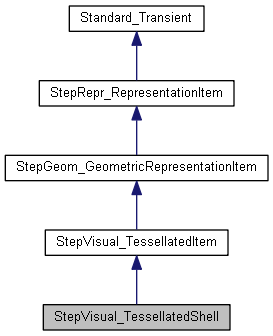 Standard_Transient
StepRepr_RepresentationItem
StepGeom_GeometricRepresentationItem
StepVisual_TessellatedItem
StepVisual_TessellatedShell